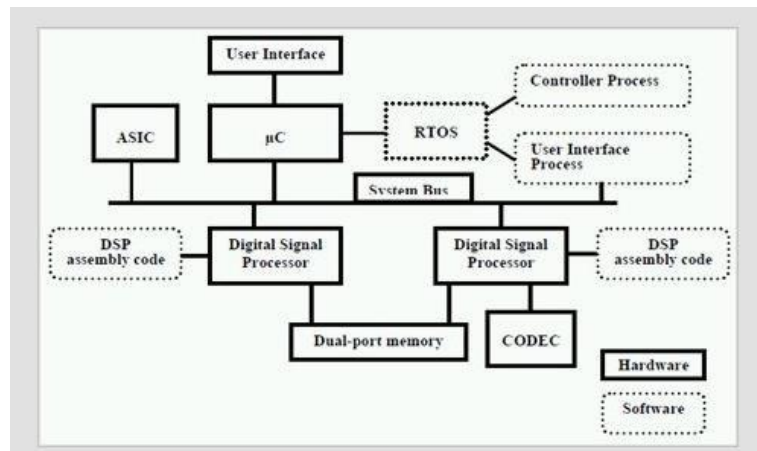 User Interface
ASIC
µC
RTOS
Controller Process
User Interface
Process
System Bus
DSP
assembly code
Digital Signal
Processor
Digital Signal
Processor
DSP
assembly code
Dual-port memory
CODEC
Hardware
Software